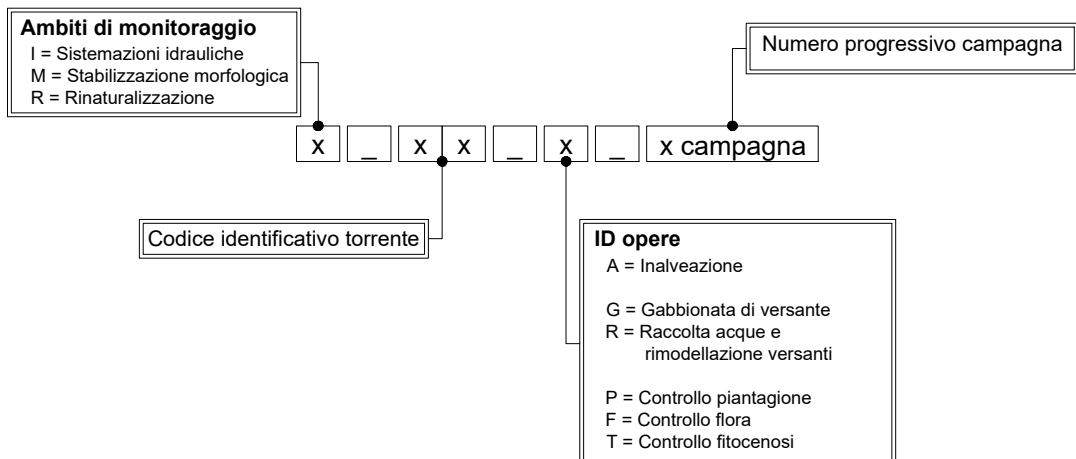 Ambiti di monitoraggio
I = Sistemazioni idrauliche
M = Stabilizzazione morfologica
R = Rinaturalizzazione
Numero progressivo campagna
x _ x x _ x _ x campagna
Codice identificativo torrente
ID opere
A = Inalveazione
G = Gabbionata di versante
R = Raccolta acque e
rimodellazione versanti
P = Controllo piantagione
F = Controllo flora
T = Controllo fitocenosi